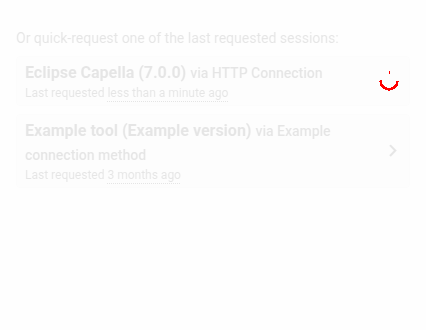 Or quick-request one of the last requested sessions:
Eclipse Capella (7.0.0) via HTTP Connection
Last requested less than a minute ago
Example tool (Example version) via Example
connection method
Last requested 3 months ago